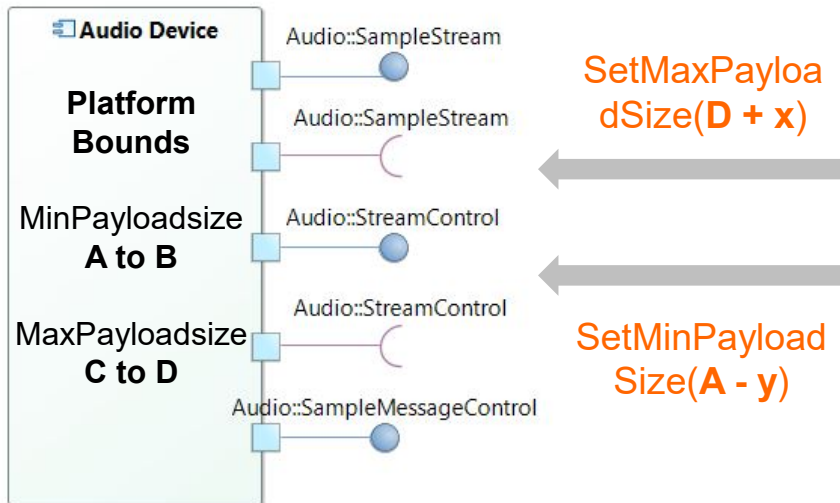 Audio Device
Platform
Bounds
MinPayloadsize
A to B
MaxPayloadsize
C to D
Audio::SampleStream
Audio::SampleStream
Audio::StreamControl
Audio::StreamControl
Audio::SampleMessageControl
SetMaxPayloa
dSize(D + x)
SetMinPayload
Size(A - y)